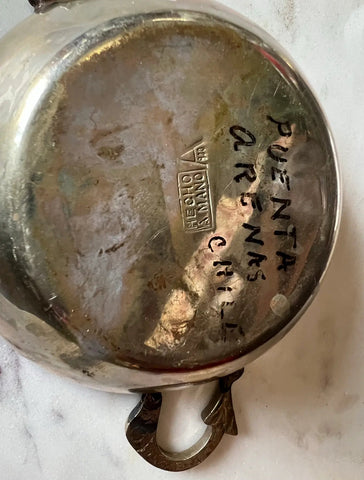 HECHO
A MANO
PUENTA
ARENAS
CHILE